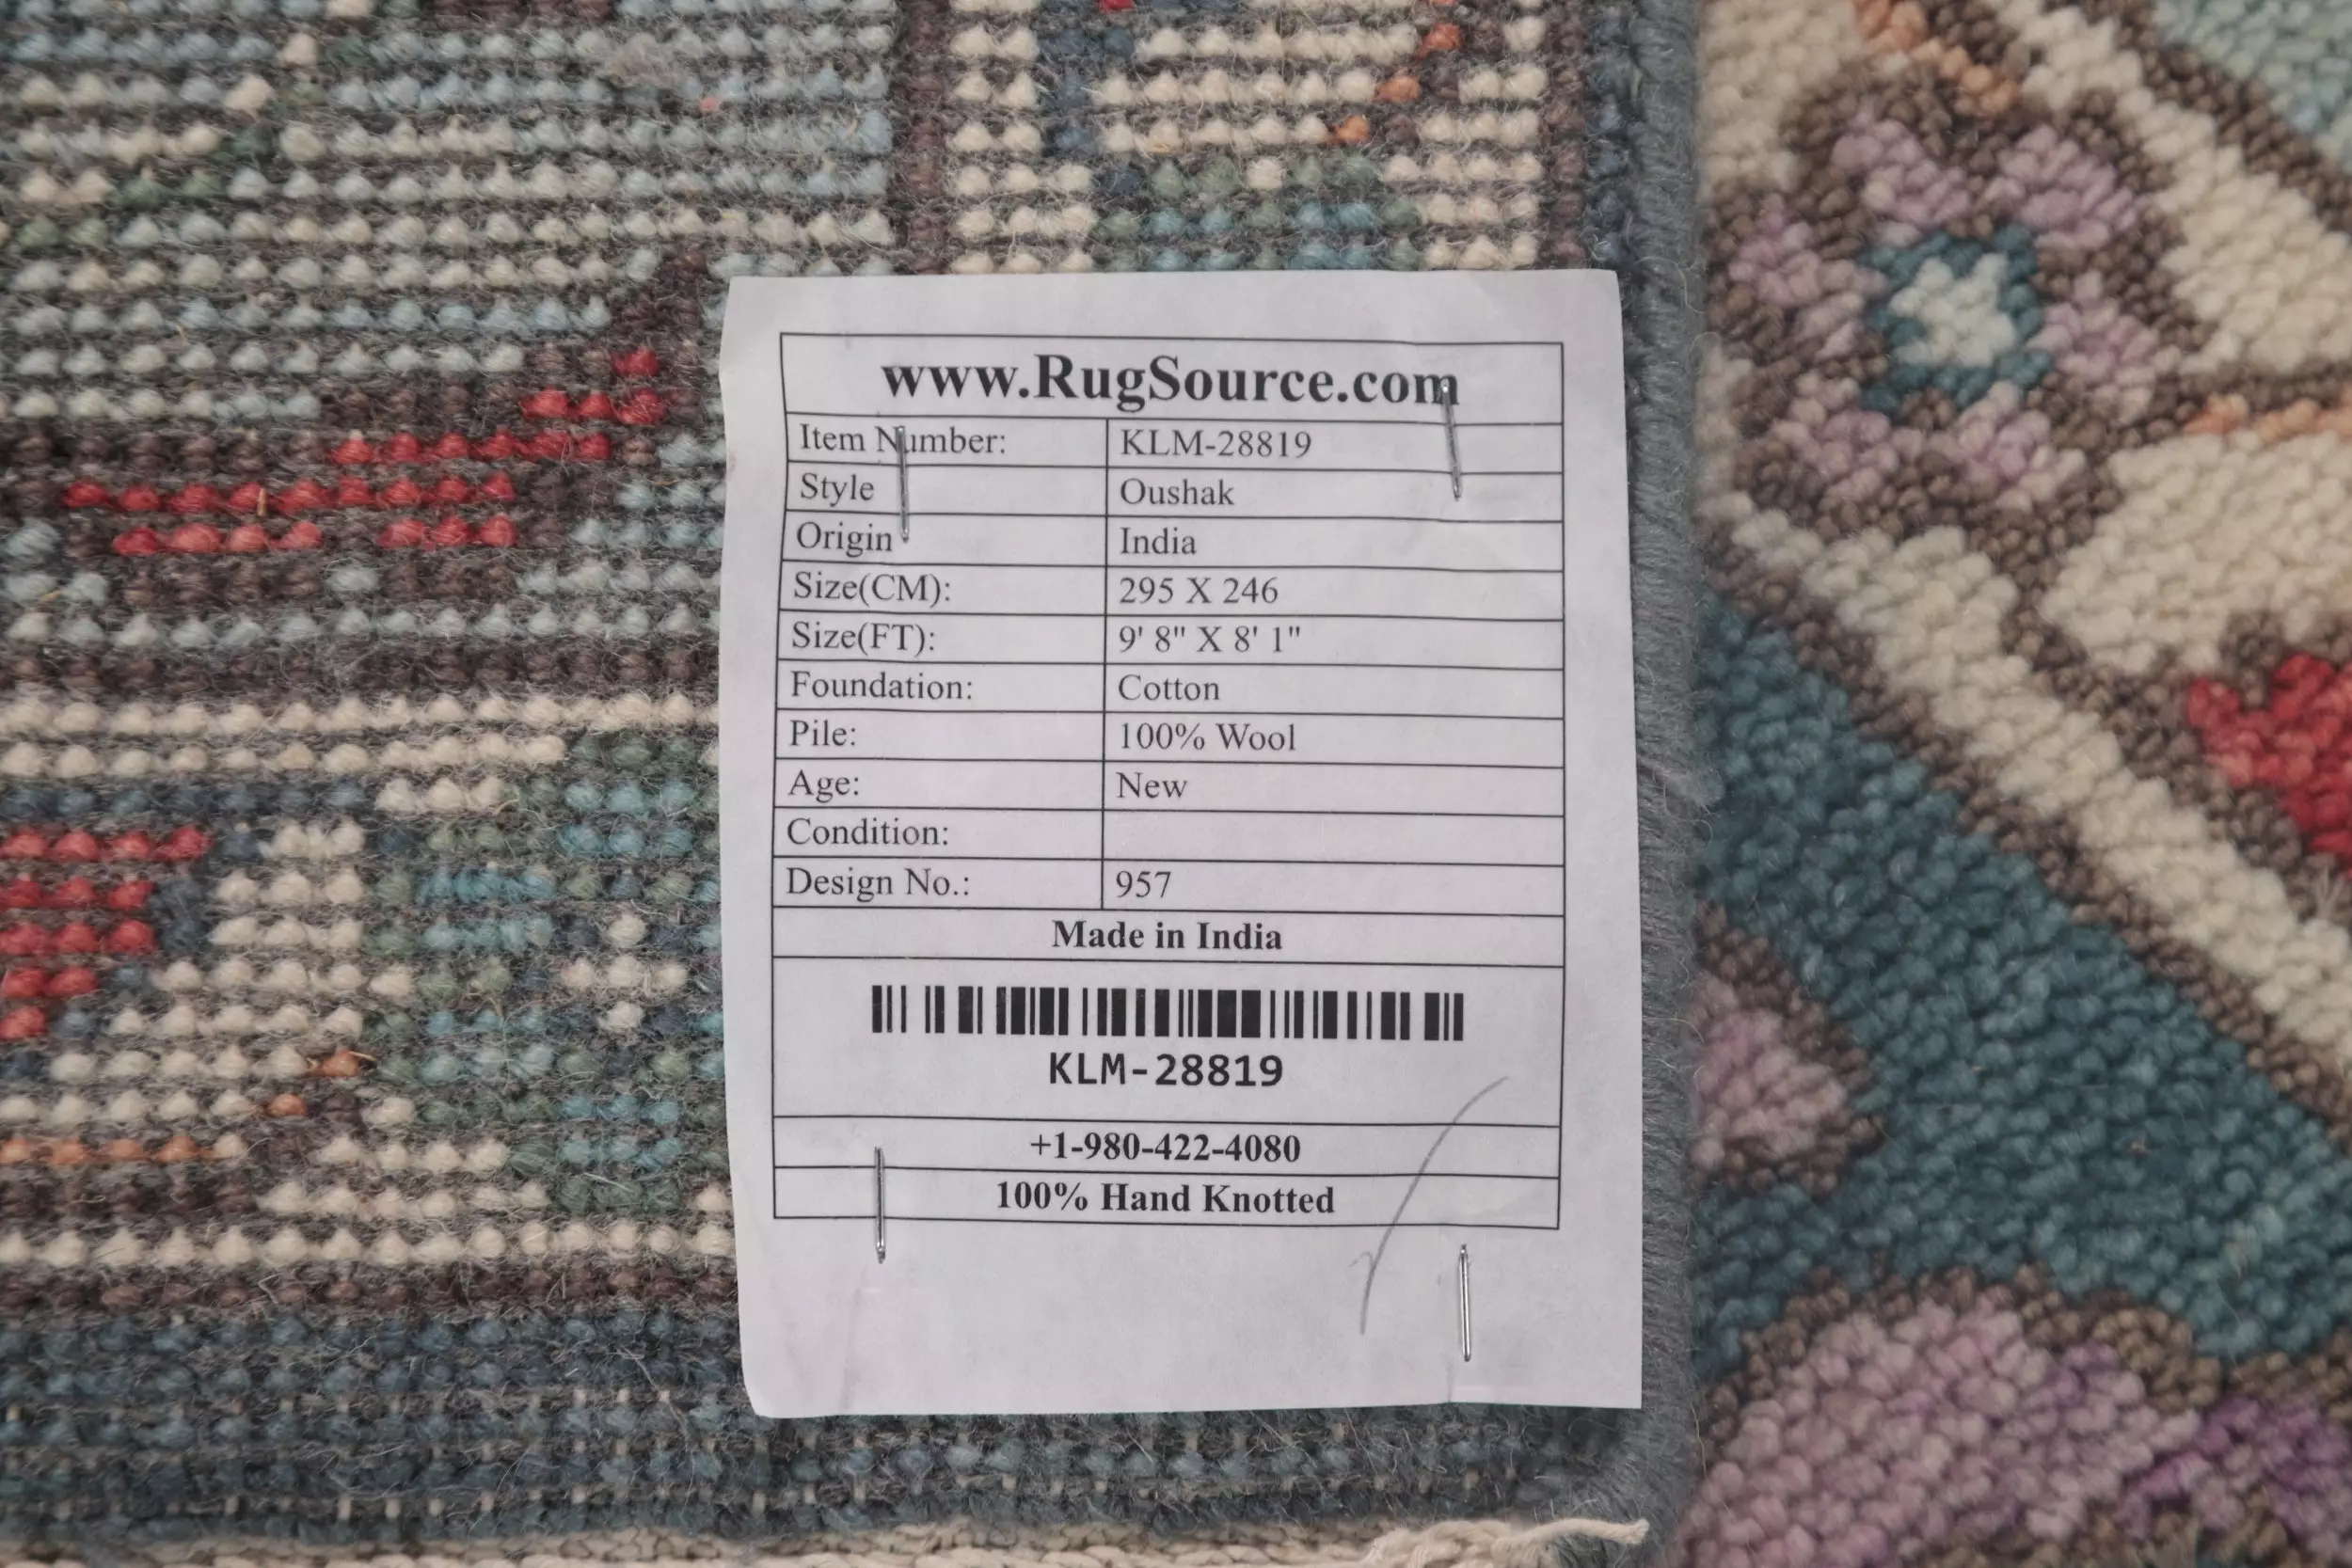 www.RugSource.com
Item Number: KLM-28819
Style Oushak
Origin India
Size(CM): 295 X 246
Size(FT): 9' 8" X 8' 1"
Foundation: Cotton
Pile: 100% Wool
Age: New
Condition:
Design No.: 957
Made in India
KLM-28819
+1-980-422-4080
100% Hand Knotted